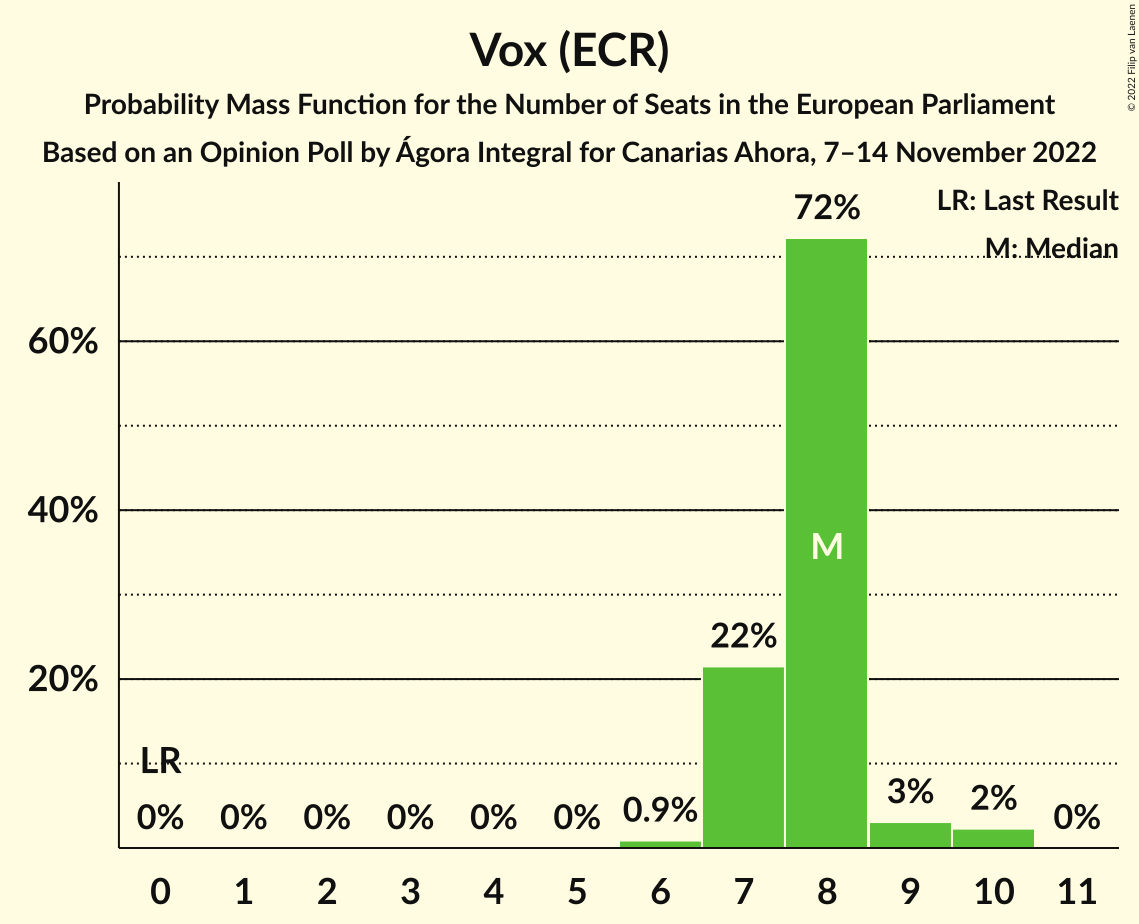 Vox (ECR)
Probability Mass Function for the Number of Seats in the European Parliament
Based on an Opinion Poll by Ágora Integral for Canarias Ahora, 7–14 November 2022
© 2022 Filip van Laenen
LR: Last Result
M: Median
72%
60%
40%
M
22%
20%
LR
0% 0% 0% 0% 0% 0% 0.9% 3% 2% 0%
0 1 2 3 4 5 6 7 8 9 10 11